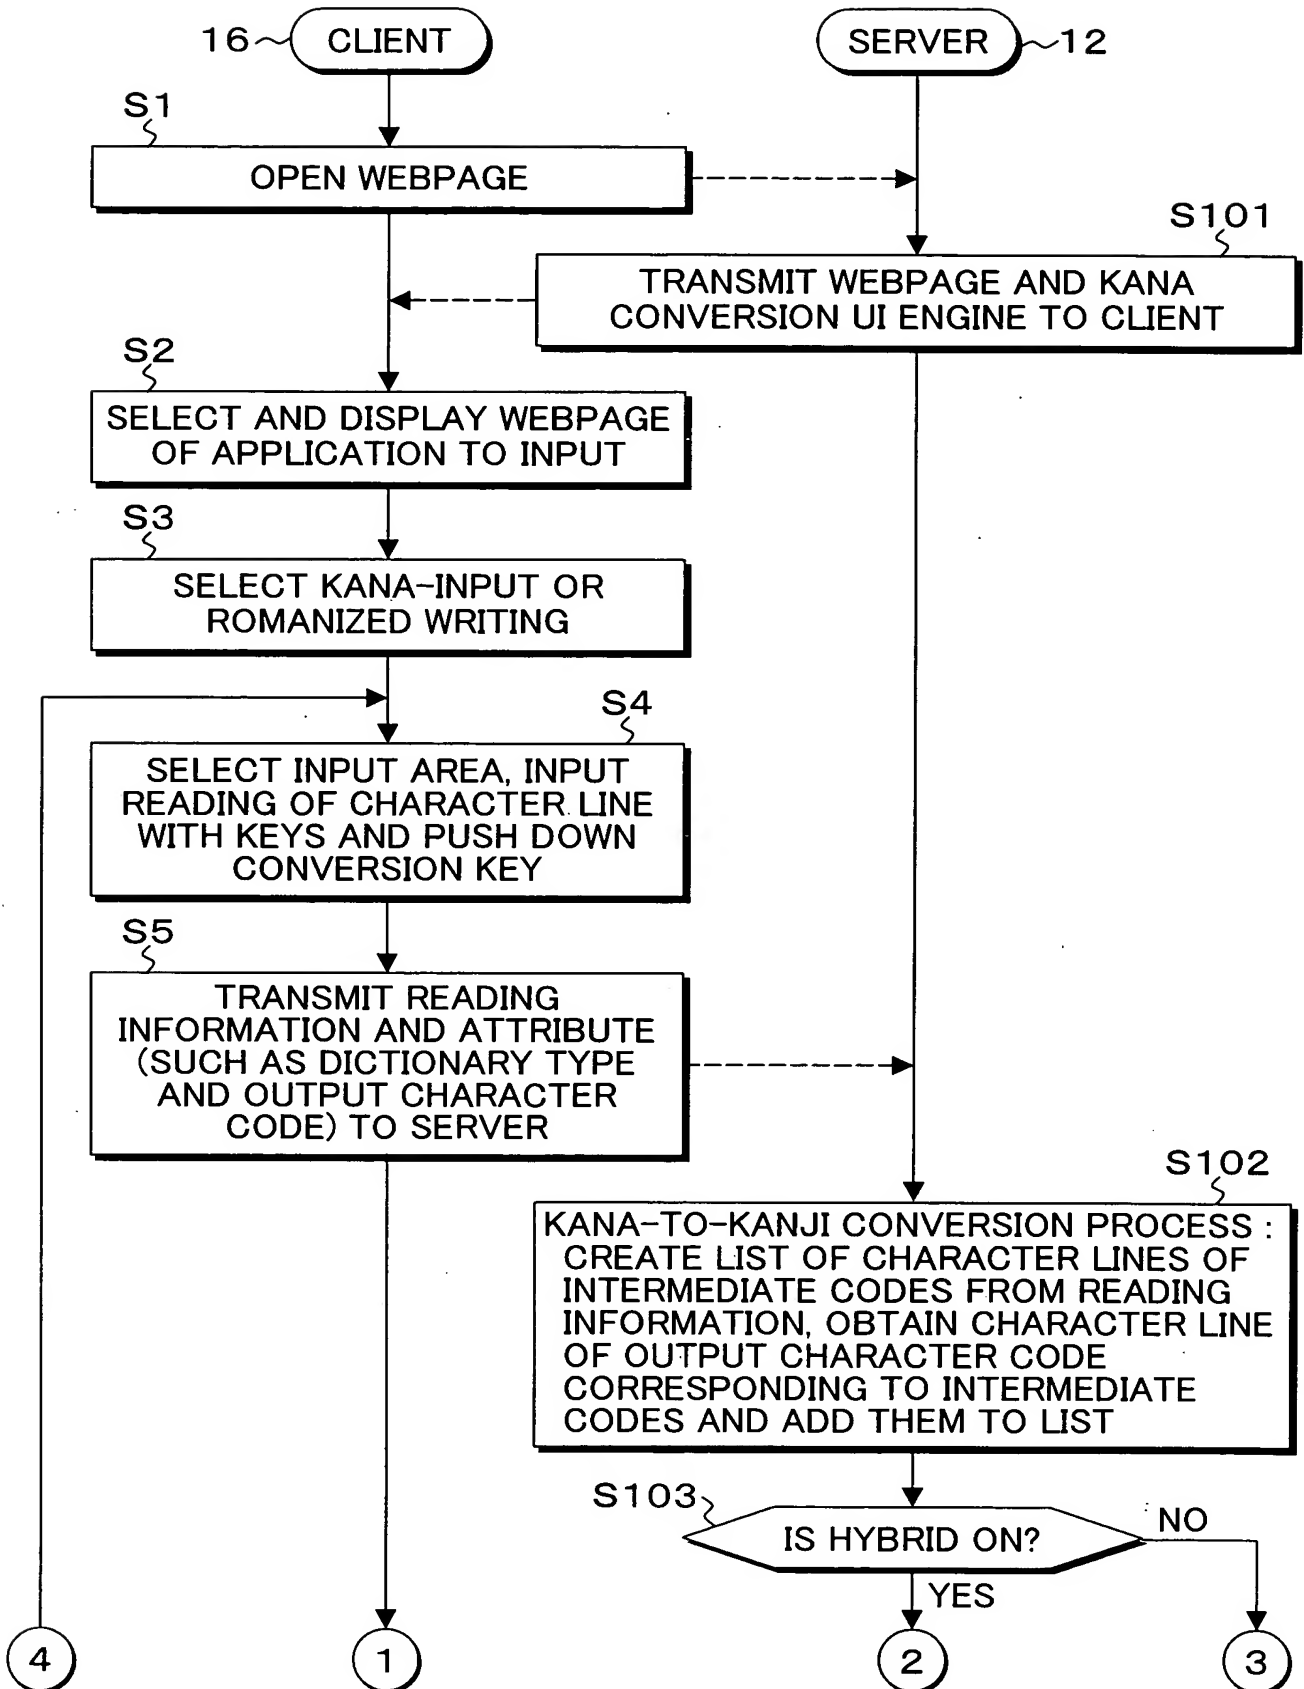 16
CLIENT
SERVER
12
S1
OPEN WEBPAGE
S101
TRANSMIT WEBPAGE AND KANA
CONVERSION UI ENGINE TO CLIENT
S2
SELECT AND DISPLAY WEBPAGE
OF APPLICATION TO INPUT
S3
SELECT KANA-INPUT OR
ROMANIZED WRITING
S4
SELECT INPUT AREA, INPUT
READING OF CHARACTER LINE
WITH KEYS AND PUSH DOWN
CONVERSION KEY
S5
TRANSMIT READING
INFORMATION AND ATTRIBUTE
(SUCH AS DICTIONARY TYPE
AND OUTPUT CHARACTER
CODE) TO SERVER
S102
KANA-TO-KANJI CONVERSION PROCESS :
CREATE LIST OF CHARACTER LINES OF
INTERMEDIATE CODES FROM READING
INFORMATION, OBTAIN CHARACTER LINE
OF OUTPUT CHARACTER CODE
CORRESPONDING TO INTERMEDIATE
CODES AND ADD THEM TO LIST
S103
IS HYBRID ON?
NO
YES
4
1
2
3